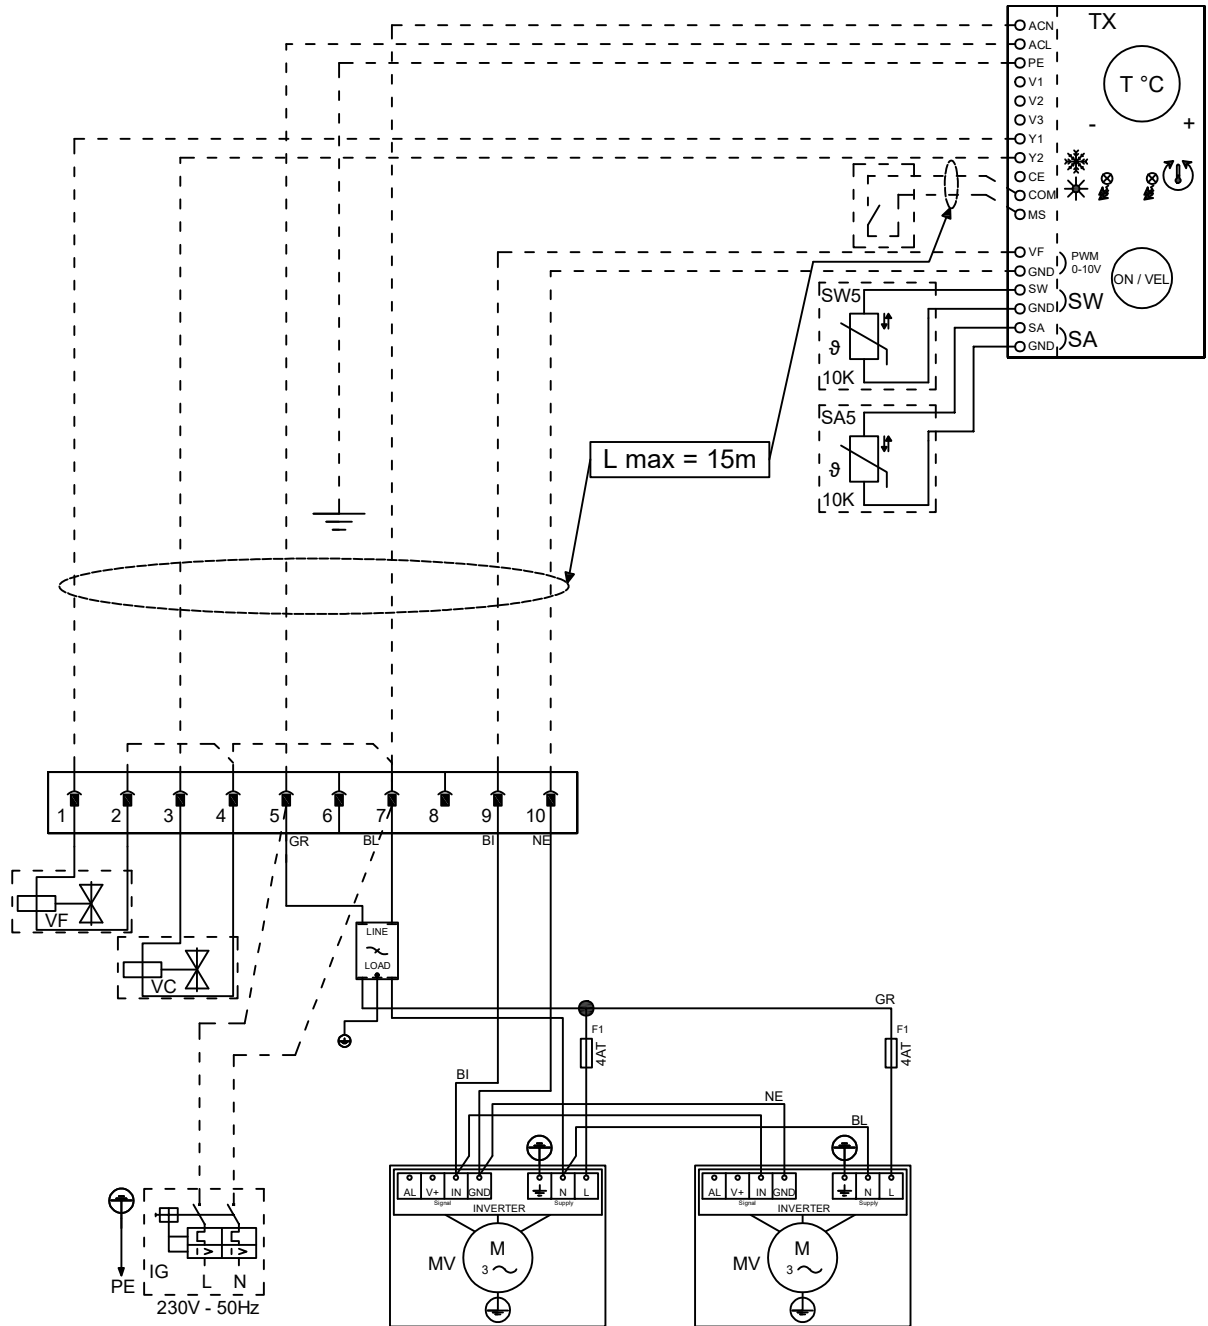 TX
ACN
ACL
PE
V1
V2
V3
Y1
Y2
CE
COM
MS
VF
GND
SW
GND
SA
GND
T °C
- +
PWM
0-10V
ON / VEL
SW
SA
SW5
ϑ
10K
SA5
ϑ
10K
L max = 15m
1 2 3 4 5 6 7 8 9 10
GR BL BI NE
VF
VC
LINE
LOAD
GR
F1
4AT
F1
4AT
BI
NE
BL
AL V+ IN GND N L
Signal Supply
INVERTER
MV
M
3
AL V+ IN GND N L
Signal Supply
INVERTER
MV
M
3
PE
IG
I > I >
L N
230V - 50Hz